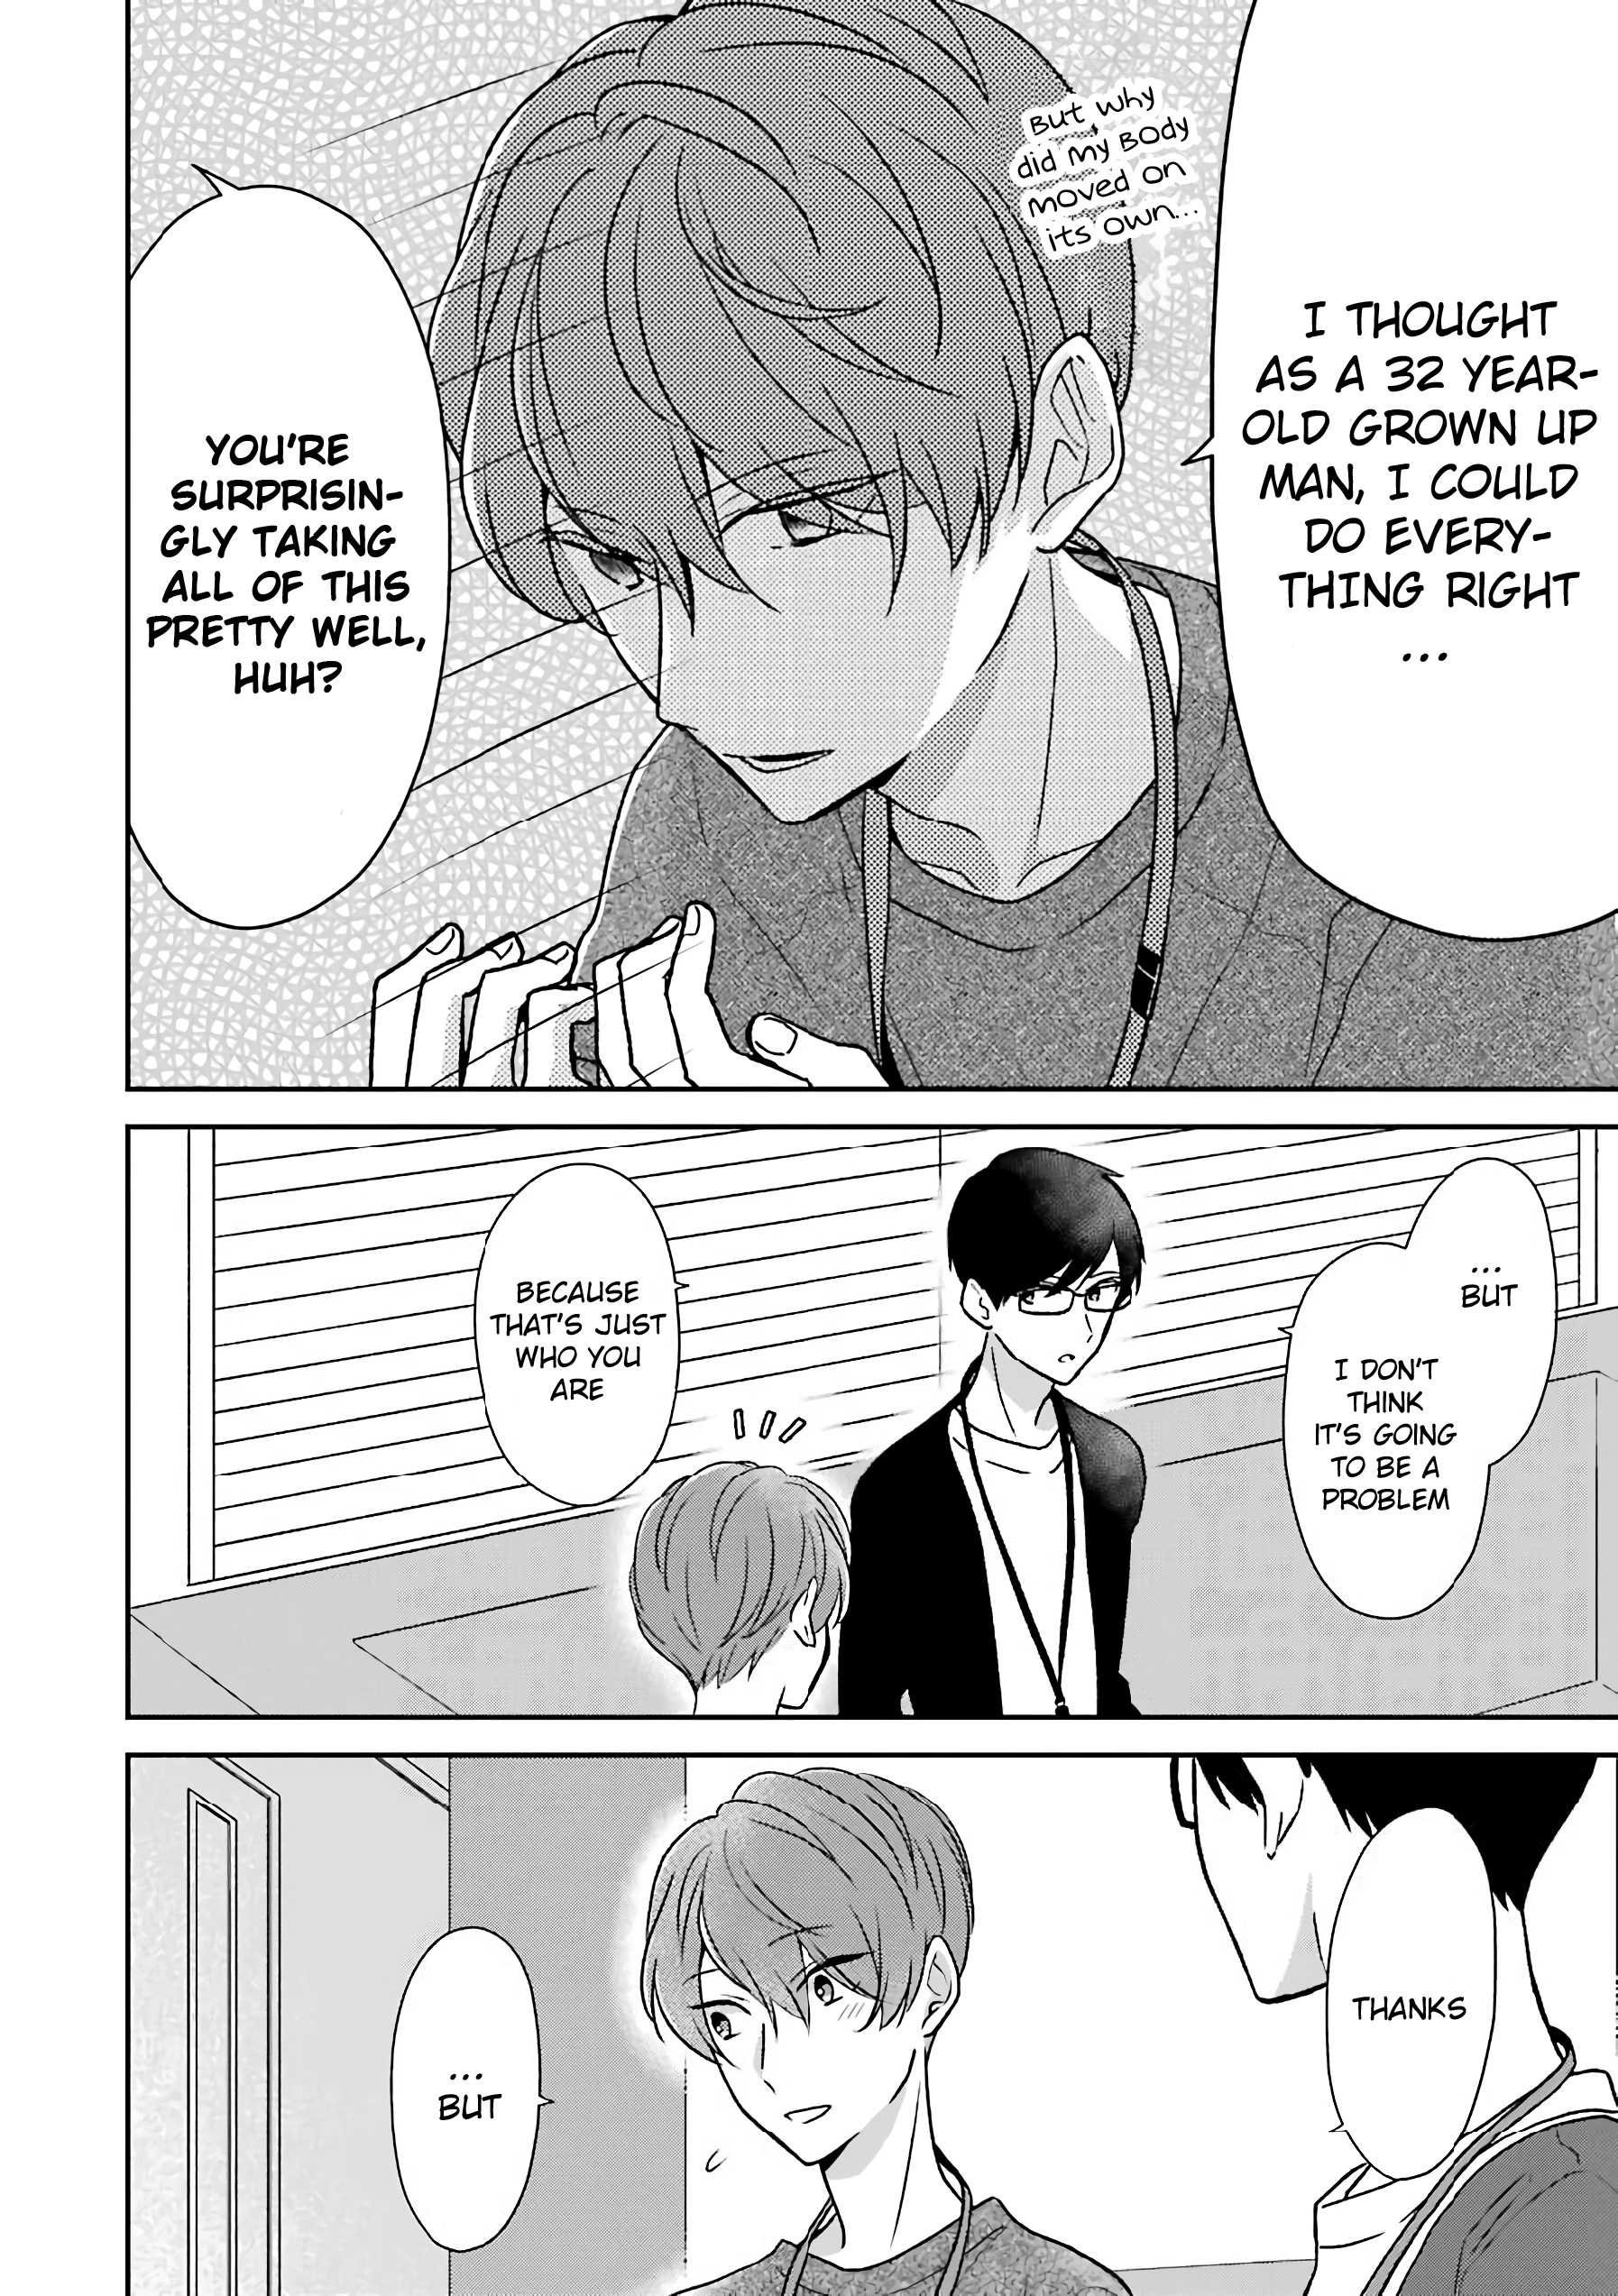 I THOUGHT
AS A 32 YEAR-
OLD GROWN UP
MAN, I COULD
DO EVERY-
THING RIGHT
...
But why
did my Body
moved on
its own...
YOU'RE
SURPRISIN-
GLY TAKING
ALL OF THIS
PRETTY WELL,
HUH?
...
BUT
I DON'T
THINK
IT'S GOING
TO BE A
PROBLEM
BECAUSE
THAT'S JUST
WHO YOU
ARE
THANKS
...
BUT